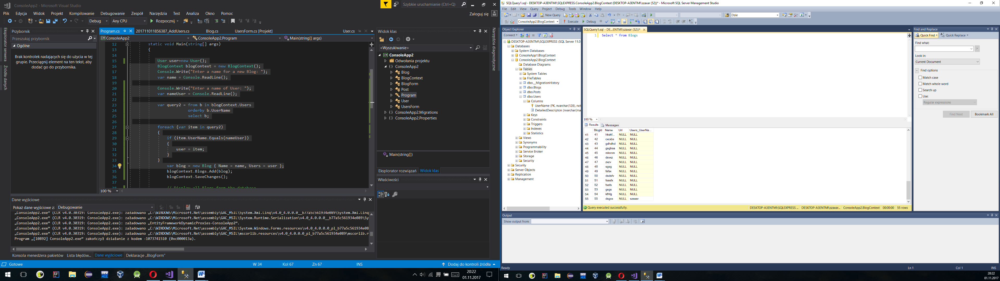 ConsoleApp2 - Microsoft Visual Studio
Szybkie uruchamianie (Ctrl+Q)
Plik Edycja Widok Projekt Kompilowanie Debugowanie Zespół Narzędzia Test Analiza Okno Pomoc
Zaloguj się
Debug Any CPU Rozpocznij
Eksplorator serwera
Źródła danych
Przybornik
Przeszukaj przybornik
Ogólne
Brak kontrolek nadających się do użycia w tej
grupie. Przeciągnij element na ten tekst, aby
dodać go do przybornika.
Program.cs 201711011856387_AddUsers.cs Blog.cs UsersForm.cs [Projekt] User.cs
ConsoleApp2 ConsoleApp2.Program Main(string[] args)
12 static void Main(string[] args)
13 {
14
15 User user=new User();
16 BlogContext blogContext = new BlogContext();
17 Console.Write("Enter a name for a new Blog: ");
18 var name = Console.ReadLine();
19
20 Console.Write("Enter a name of User: ");
21 var nameUser = Console.ReadLine();
22
23 var query2 = from b in blogContext.Users
24 orderby b.UserName
25 select b;
26
27 foreach (var item in query2)
28 {
29 if (item.UserName.Equals(nameUser))
30 {
31 user = item;
32 }
33 }
34 var blog = new Blog { Name = name, Users = user };
35 blogContext.Blogs.Add(blog);
36 blogContext.SaveChanges();
37
38 // Display all Blogs from the database
100 %
Widok klas
<Wyszukiwanie>
ConsoleApp2
Odwołania projektu
{ } ConsoleApp2
Blog
BlogContext
BlogForm
Post
Program
User
UsersForm
{ } ConsoleApp2.Migrations
{ } ConsoleApp2.Properties
Main(string[])
Eksplorator rozwiązań Widok klas
Właściwości
Narzędzia diagnostyczne
Dane wyjściowe
Pokaż dane wyjściowe z: Debugowanie
„ConsoleApp2.exe” (CLR v4.0.30319: ConsoleApp2.exe): załadowano „C:\WINDOWS\Microsoft.Net\assembly\GAC_MSIL\System.Xml.Linq\v4.0_4.0.0.0__b77a5c561934e089\System.Xml.Linq
„ConsoleApp2.exe” (CLR v4.0.30319: ConsoleApp2.exe): załadowano „C:\WINDOWS\Microsoft.Net\assembly\GAC_MSIL\System.Runtime.Serialization\v4.0_4.0.0.0__b77a5c561934e089\Sy
„ConsoleApp2.exe” (CLR v4.0.30319: ConsoleApp2.exe): załadowano „EntityFrameworkDynamicProxies-ConsoleApp2”.
„ConsoleApp2.exe” (CLR v4.0.30319: ConsoleApp2.exe): załadowano „C:\WINDOWS\Microsoft.Net\assembly\GAC_MSIL\System.Windows.Forms.resources\v4.0_4.0.0.0_pl_b77a5c561934e08
„ConsoleApp2.exe” (CLR v4.0.30319: ConsoleApp2.exe): załadowano „C:\WINDOWS\Microsoft.Net\assembly\GAC_MSIL\mscorlib.resources\v4.0_4.0.0.0_pl_b77a5c561934e089\mscorlib.r
Program „[10892] ConsoleApp2.exe” zakończył działanie z kodem -1073741510 (0xc000013a).
Konsola menedżera pakietów Lista błędów... Dane wyjściowe Deklaracje „BlogForm”
Gotowe W 34 Kol 67 Zn 67 INS Dodaj do kontroli źródła
20:22
01.11.2017
SQLQuery1.sql - DESKTOP-A3ENTMI\SQLEXPRESS.ConsoleApp2.BlogContext (DESKTOP-A3ENTMI\szaxar (52))* - Microsoft SQL Server Management Studio
File Edit View Query Project Debug Tools Window Help
New Query Dzie
ConsoleApp2.BlogContext Execute Debug
Object Explorer
Connect
DESKTOP-A3ENTMI\SQLEXPRESS (SQL Server 11.0
Databases
System Databases
ConsoleApp1.BlogContext
ConsoleApp2.BlogContext
Database Diagrams
Tables
System Tables
FileTables
dbo.__MigrationHistory
dbo.Blogs
dbo.Posts
dbo.Users
Columns
UserName (PK, nvarchar(128), not
DetailedDescripton (nvarchar(ma
Keys
Constraints
Triggers
Indexes
Statistics
Views
Synonyms
Programmability
Service Broker
Storage
Security
Security
Server Objects
Replication
Management
SQLQuery1.sql - DE...ENTMI\szaxar (52))*
1 Select * from Blogs
100 %
Results Messages
BlogId Name Url Users_UserNa...
41 41 hkskf... NULL NULL
42 42 cxcxbs NULL NULL
43 43 gdhdhd NULL NULL
44 44 gsghsa NULL NULL
45 45 mknnm NULL NULL
46 46 dsvxz NULL NULL
47 47 zxzv NULL NULL
48 48 sgsg NULL NULL
49 49 fsfsx NULL NULL
50 50 dsdsfv NULL NULL
51 51 fsasfx NULL NULL
52 52 fsafs NULL NULL
53 53 gsgs NULL NULL
54 54 kfhfg NULL NULL
55 55 dsgvx NULL szaxar
Query executed successfully. DESKTOP-A3ENTMI\SQLEXPRESS ... DESKTOP-A3ENTMI\szaxar... ConsoleApp2.BlogContext 00:00:00 55 rows
Find and Replace
Quick Find Quick Replace
Find what:
Look in:
Current Document
Find options
Match case
Match whole word
Search up
Use:
Regular expressions
Find Next Bookmark All
Output
Show output from:
Ready Ln 1 Col 1 INS
20:22
01.11.2017